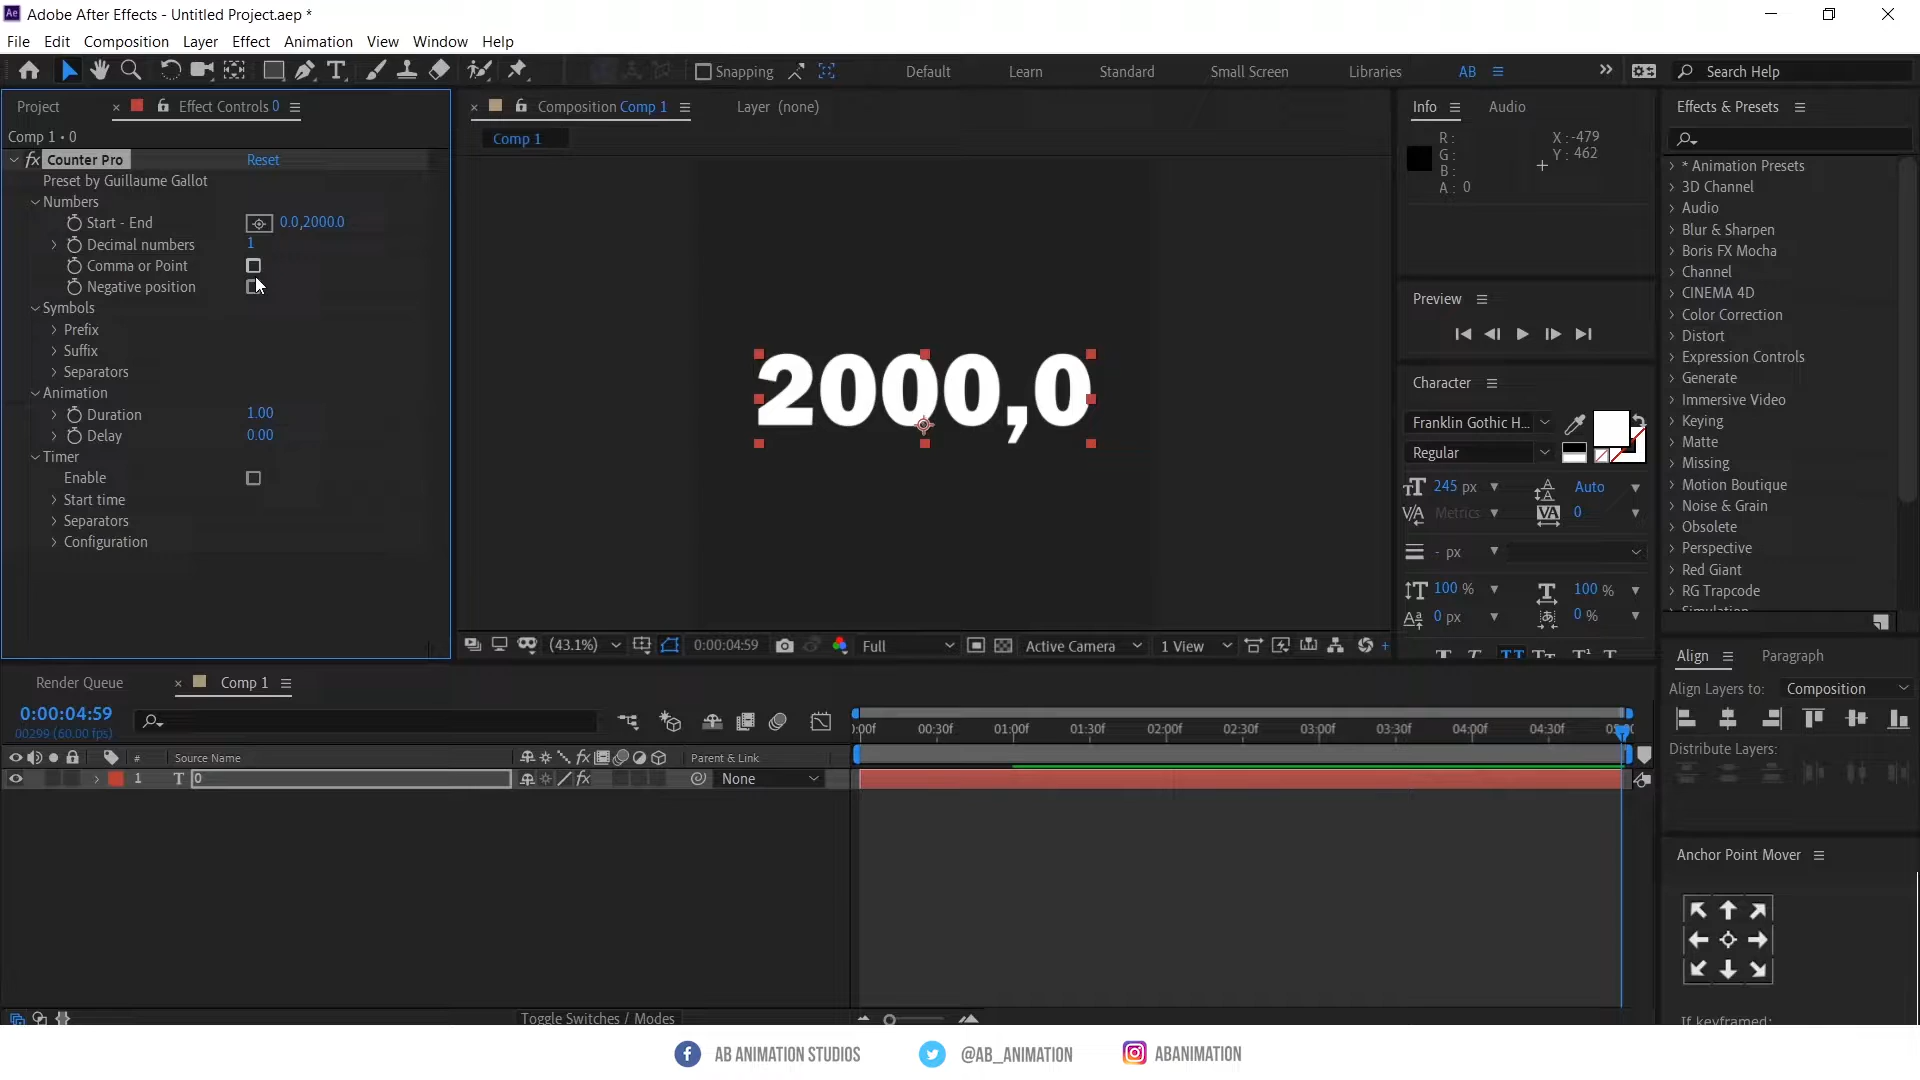 Adobe After Effects - Untitled Project.aep *
File Edit Composition Layer Effect Animation View Window Help
Snapping Default Learn Standard Small Screen Libraries AB Search Help
Project Effect Controls 0 Composition Comp 1 Layer (none) Info Audio Effects & Presets
Comp 1 • 0
Comp 1
R: X: -479
G: Y: 462
B:
A: 0
fx Counter Pro Reset
Preset by Guillaume Gallot
Numbers
Start - End 0.0,2000.0
Decimal numbers 1
Comma or Point
Negative position
Symbols
Prefix
Suffix
Separators
Animation
Duration 1.00
Delay 0.00
Timer
Enable
Start time
Separators
Configuration
2000,0
(43.1%) 0:00:04:59 Full Active Camera 1 View
Preview
Character
Franklin Gothic H...
Regular
245 px Auto
Metrics 0
- px
100 % 100 %
0 px 0 %
* Animation Presets
3D Channel
Audio
Blur & Sharpen
Boris FX Mocha
Channel
CINEMA 4D
Color Correction
Distort
Expression Controls
Generate
Immersive Video
Keying
Matte
Missing
Motion Boutique
Noise & Grain
Obsolete
Perspective
Red Giant
RG Trapcode
Simulation
Align Paragraph
Align Layers to: Composition
Distribute Layers:
Anchor Point Mover
If keyframed:
Render Queue Comp 1
0:00:04:59
00299 (60.00 fps)
:00f 00:30f 01:00f 01:30f 02:00f 02:30f 03:00f 03:30f 04:00f 04:30f
# Source Name Parent & Link
1 T 0 None
Toggle Switches / Modes
AB ANIMATION STUDIOS @AB_ANIMATION ABANIMATION